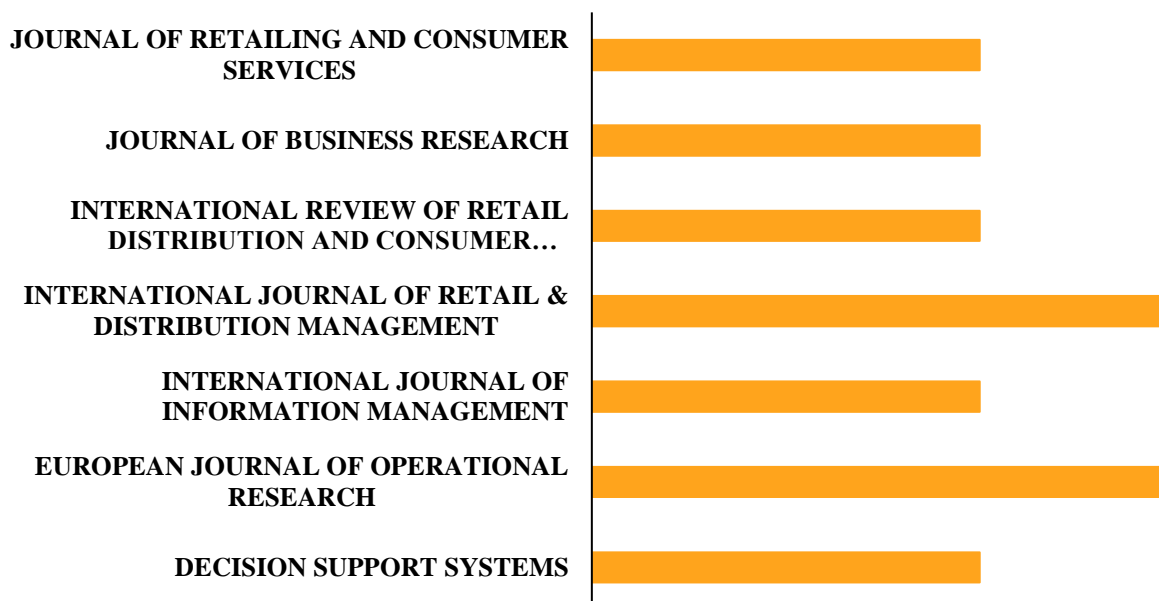 JOURNAL OF RETAILING AND CONSUMER
SERVICES
JOURNAL OF BUSINESS RESEARCH
INTERNATIONAL REVIEW OF RETAIL
DISTRIBUTION AND CONSUMER…
INTERNATIONAL JOURNAL OF RETAIL &
DISTRIBUTION MANAGEMENT
INTERNATIONAL JOURNAL OF
INFORMATION MANAGEMENT
EUROPEAN JOURNAL OF OPERATIONAL
RESEARCH
DECISION SUPPORT SYSTEMS